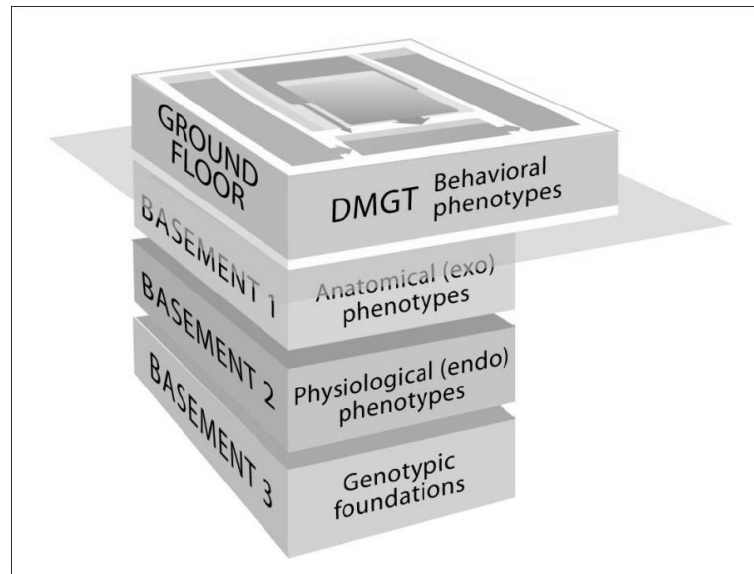 GROUND
FLOOR
DMGT Behavioral
phenotypes
BASEMENT 1
Anatomical (exo)
phenotypes
BASEMENT 2
Physiological (endo)
phenotypes
BASEMENT 3
Genotypic
foundations